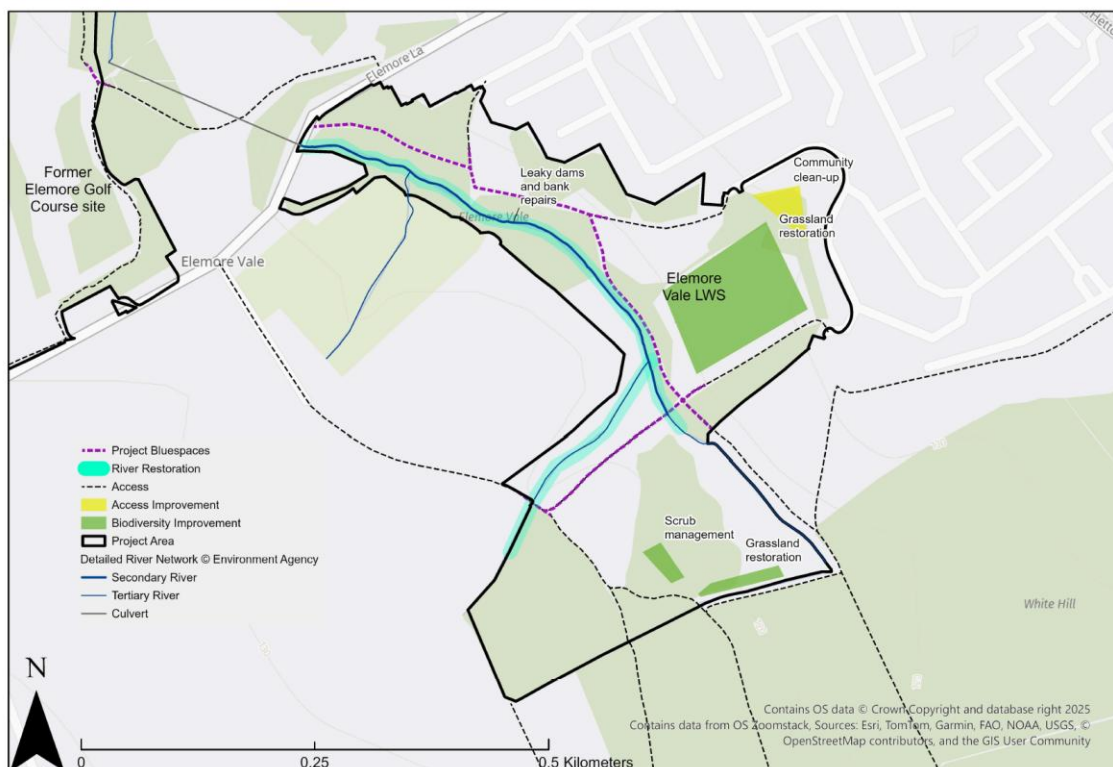 Hetto
Elemore La
Former
Elemore Golf
Course site
Community
clean-up
Leaky dams
and bank
repairs
Elemore Vale
Grassland
restoration
Elemore Vale
Elemore
Vale LWS
Project Bluespaces
River Restoration
Access
Access Improvement
Biodiversity Improvement
Project Area
Detailed River Network © Environment Agency
Secondary River
Tertiary River
Culvert
Scrub
management
Grassland
restoration
White Hill
N
0
0.25
0.5 Kilometers
Contains OS data © Crown Copyright and database right 2025
Contains data from OS Zoomstack, Sources: Esri, TomTom, Garmin, FAO, NOAA, USGS, ©
OpenStreetMap contributors, and the GIS User Community